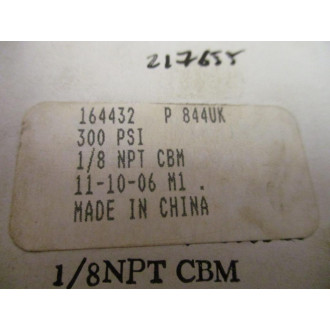 217655
164432 P 844UK
300 PSI
1/8 NPT CBM
11-10-06 M1 .
MADE IN CHINA
1/8NPT CBM